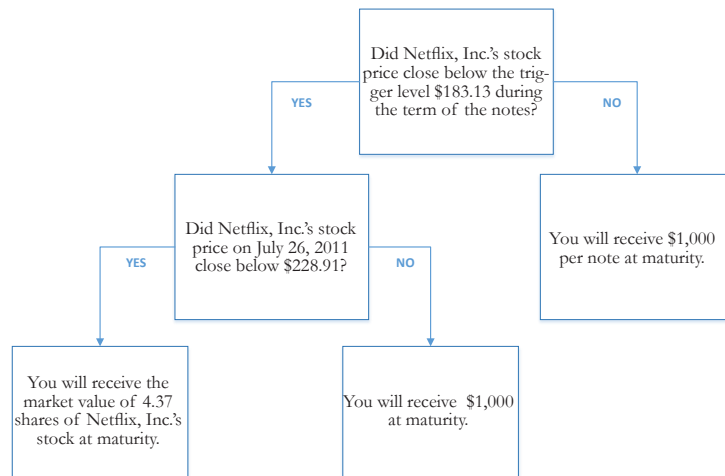 Did Netflix, Inc.'s stock
price close below the trig-
ger level $183.13 during
the term of the notes?
YES
NO
Did Netflix, Inc.'s stock
price on July 26, 2011
close below $228.91?
You will receive $1,000
per note at maturity.
YES
NO
You will receive the
market value of 4.37
shares of Netflix, Inc.'s
stock at maturity.
You will receive $1,000
at maturity.